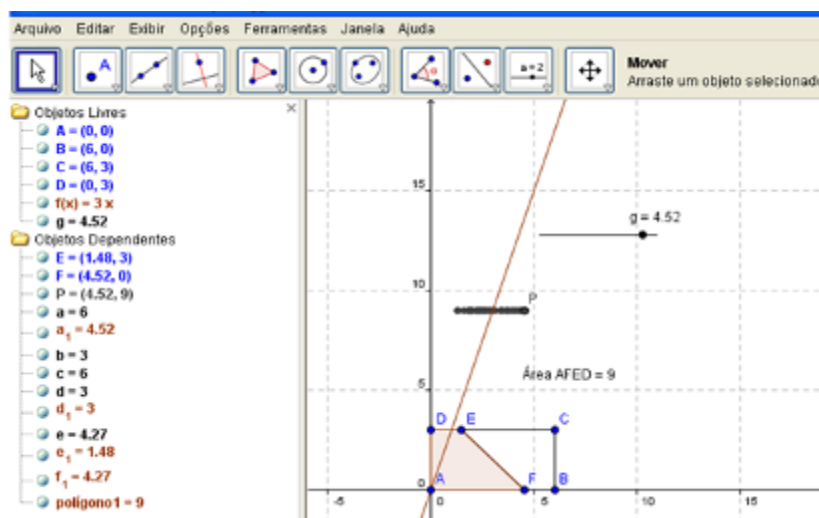 Arquivo Editar Exibir Opções Ferramentas Janela Ajuda
A
a=2
Mover
Arraste um objeto selecionado
Objetos Livres
A = (0, 0)
B = (6, 0)
C = (6, 3)
D = (0, 3)
f(x) = 3 x
g = 4.52
Objetos Dependentes
E = (1.48, 3)
F = (4.52, 0)
P = (4.52, 9)
a = 6
a₁ = 4.52
b = 3
c = 6
d = 3
d₁ = 3
e = 4.27
e₁ = 1.48
f₁ = 4.27
polígono1 = 9
15
g = 4.52
10
P
5
Área AFED = 9
D E C
0 A F B
-5 0 5 10 15